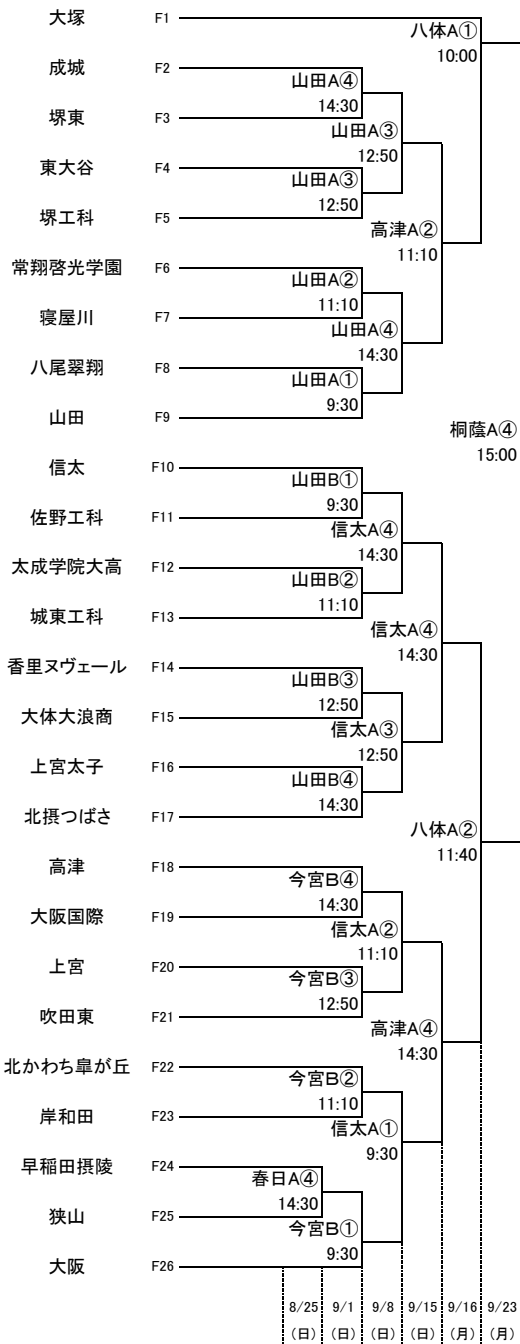 大塚 F1
八体A①
10:00
成城 F2
山田A④
14:30
堺東 F3
山田A③
12:50
東大谷 F4
山田A③
12:50
堺工科 F5
高津A②
11:10
常翔啓光学園 F6
山田A②
11:10
寝屋川 F7
山田A④
14:30
八尾翠翔 F8
山田A①
9:30
山田 F9
桐蔭A④
15:00
信太 F10
山田B①
9:30
佐野工科 F11
信太A④
14:30
太成学院大高 F12
山田B②
11:10
城東工科 F13
信太A④
14:30
香里ヌヴェール F14
山田B③
12:50
大体大浪商 F15
信太A③
12:50
上宮太子 F16
山田B④
14:30
北摂つばさ F17
八体A②
11:40
高津 F18
今宮B④
14:30
大阪国際 F19
信太A②
11:10
上宮 F20
今宮B③
12:50
吹田東 F21
高津A④
14:30
北かわち皐が丘 F22
今宮B②
11:10
岸和田 F23
信太A①
9:30
早稲田摂陵 F24
春日A④
14:30
狭山 F25
今宮B①
9:30
大阪 F26
8/25 9/1 9/8 9/15 9/16 9/23
(日) (日) (日) (日) (月) (月)